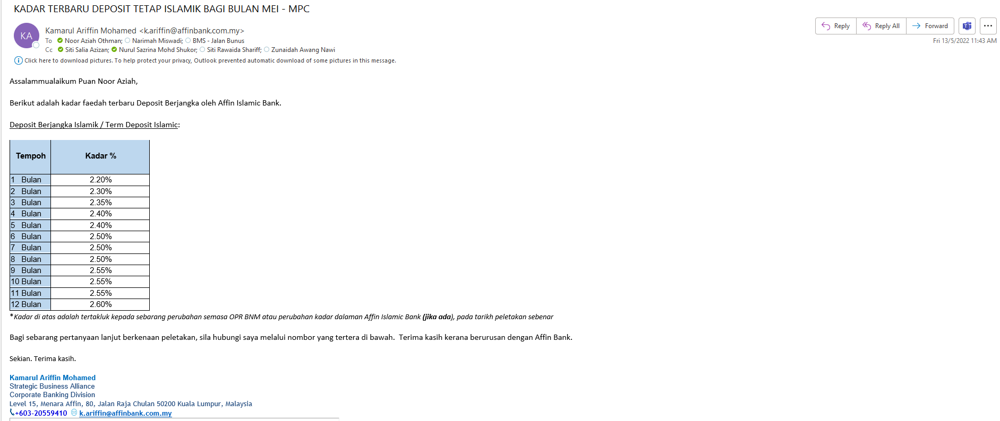 KADAR TERBARU DEPOSIT TETAP ISLAMIK BAGI BULAN MEI - MPC
KA
Kamarul Ariffin Mohamed <k.ariffin@affinbank.com.my>
To Noor Aziah Othman; Narimah Miswadi; BMS - Jalan Bunus
Cc Siti Salia Azizan; Nurul Sazrina Mohd Shukor; Siti Rawaida Shariff; Zunaidah Awang Nawi
Reply Reply All Forward
Fri 13/5/2022 11:43 AM
Click here to download pictures. To help protect your privacy, Outlook prevented automatic download of some pictures in this message.
Assalammualaikum Puan Noor Aziah,
Berikut adalah kadar faedah terbaru Deposit Berjangka oleh Affin Islamic Bank.
Deposit Berjangka Islamik / Term Deposit Islamic:
Tempoh Kadar %
1 Bulan 2.20%
2 Bulan 2.30%
3 Bulan 2.35%
4 Bulan 2.40%
5 Bulan 2.40%
6 Bulan 2.50%
7 Bulan 2.50%
8 Bulan 2.50%
9 Bulan 2.55%
10 Bulan 2.55%
11 Bulan 2.55%
12 Bulan 2.60%
*Kadar di atas adalah tertakluk kepada sebarang perubahan semasa OPR BNM atau perubahan kadar dalaman Affin Islamic Bank (jika ada), pada tarikh peletakan sebenar
Bagi sebarang pertanyaan lanjut berkenaan peletakan, sila hubungi saya melalui nombor yang tertera di bawah. Terima kasih kerana berurusan dengan Affin Bank.
Sekian. Terima kasih.
Kamarul Ariffin Mohamed
Strategic Business Alliance
Corporate Banking Division
Level 15, Menara Affin, 80, Jalan Raja Chulan 50200 Kuala Lumpur, Malaysia
+603-20559410 k.ariffin@affinbank.com.my